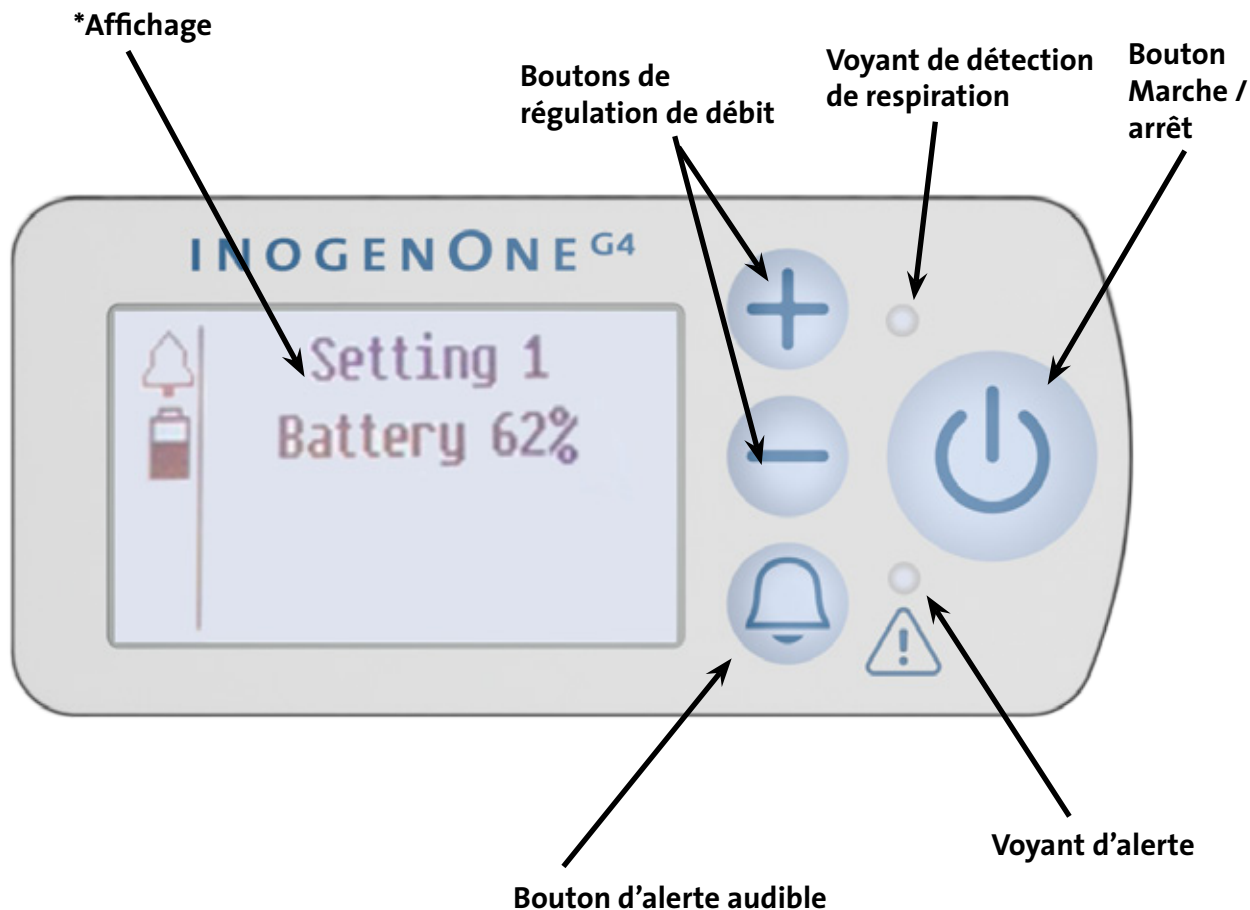 *Affichage
Boutons de
régulation de débit
Voyant de détection
de respiration
Bouton
Marche /
arrêt
INOGENONE G4
Setting 1
Battery 62%
Voyant d’alerte
Bouton d’alerte audible